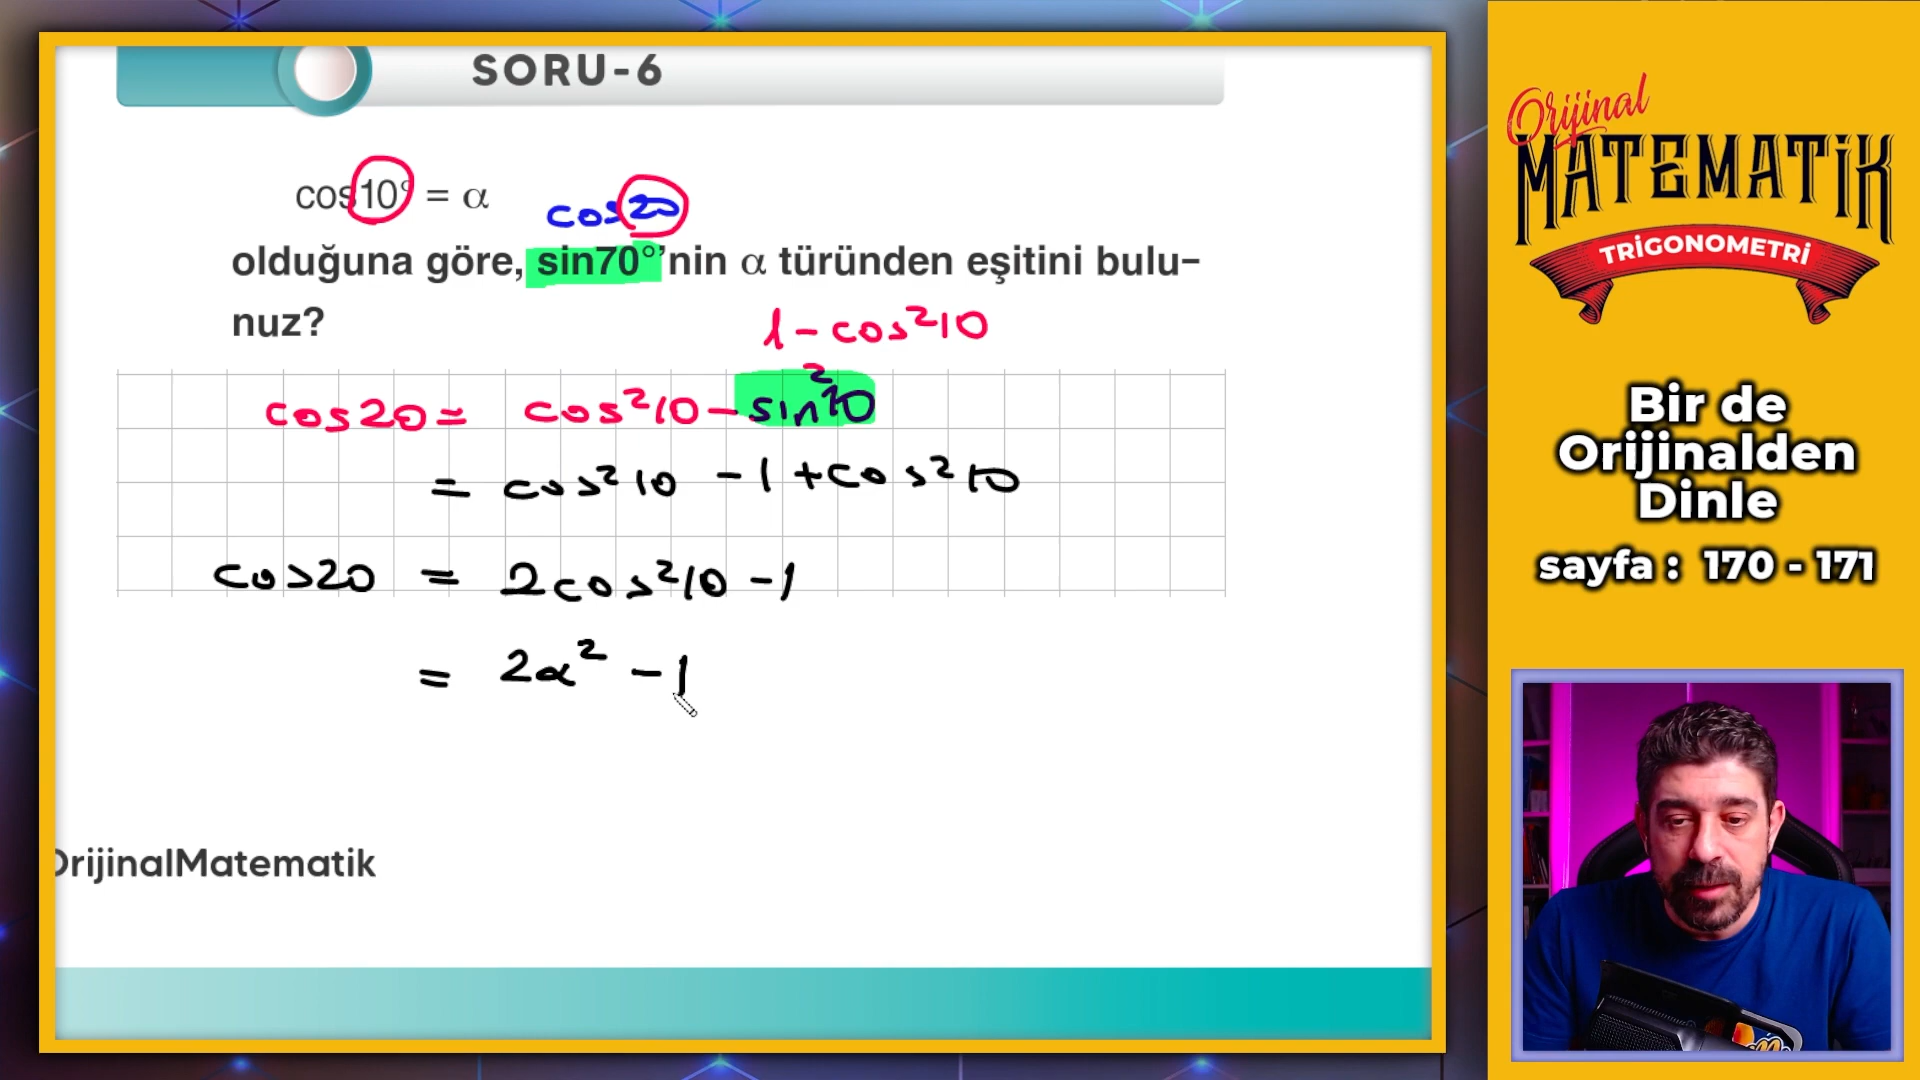 SORU-6
cos10° = α
cos20
olduğuna göre, sin70°'nin α türünden eşitini bulu-
nuz?
1 - cos²10
cos20 = cos²10 - sin²10
= cos²10 - 1 + cos²10
cos20 = 2cos²10 - 1
= 2α² - 1
OrijinalMatematik
Orijinal
MATEMATİK
TRİGONOMETRİ
Bir de
Orijinalden
Dinle
sayfa : 170 - 171